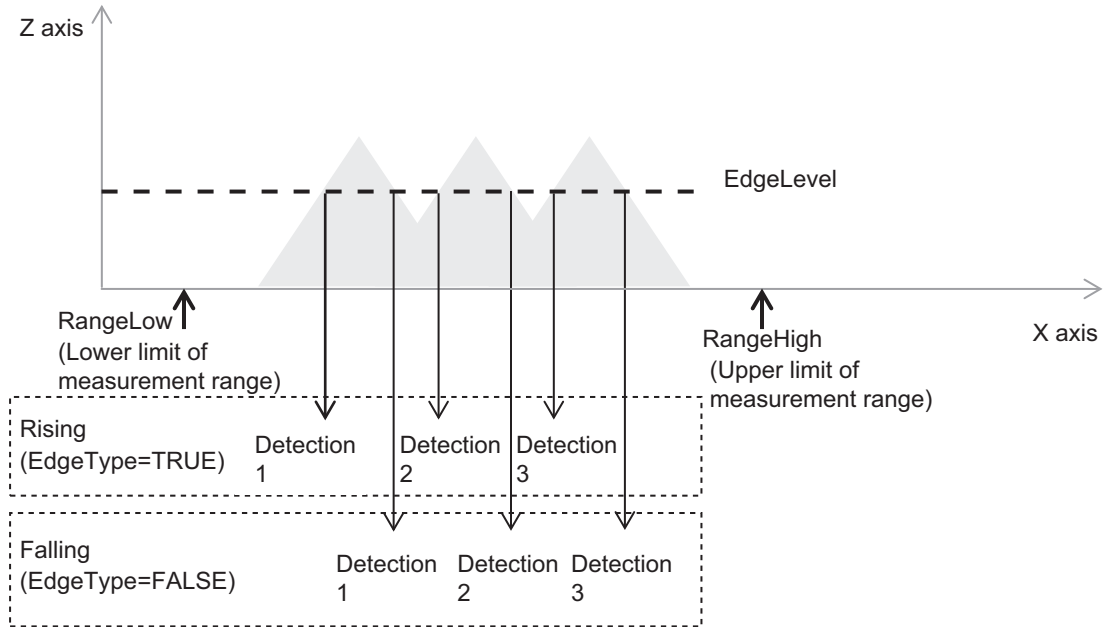 Z axis
EdgeLevel
RangeLow
(Lower limit of
measurement range)
RangeHigh
(Upper limit of
measurement range)
X axis
Rising
(EdgeType=TRUE)
Detection
1
Detection
2
Detection
3
Falling
(EdgeType=FALSE)
Detection
1
Detection
2
Detection
3